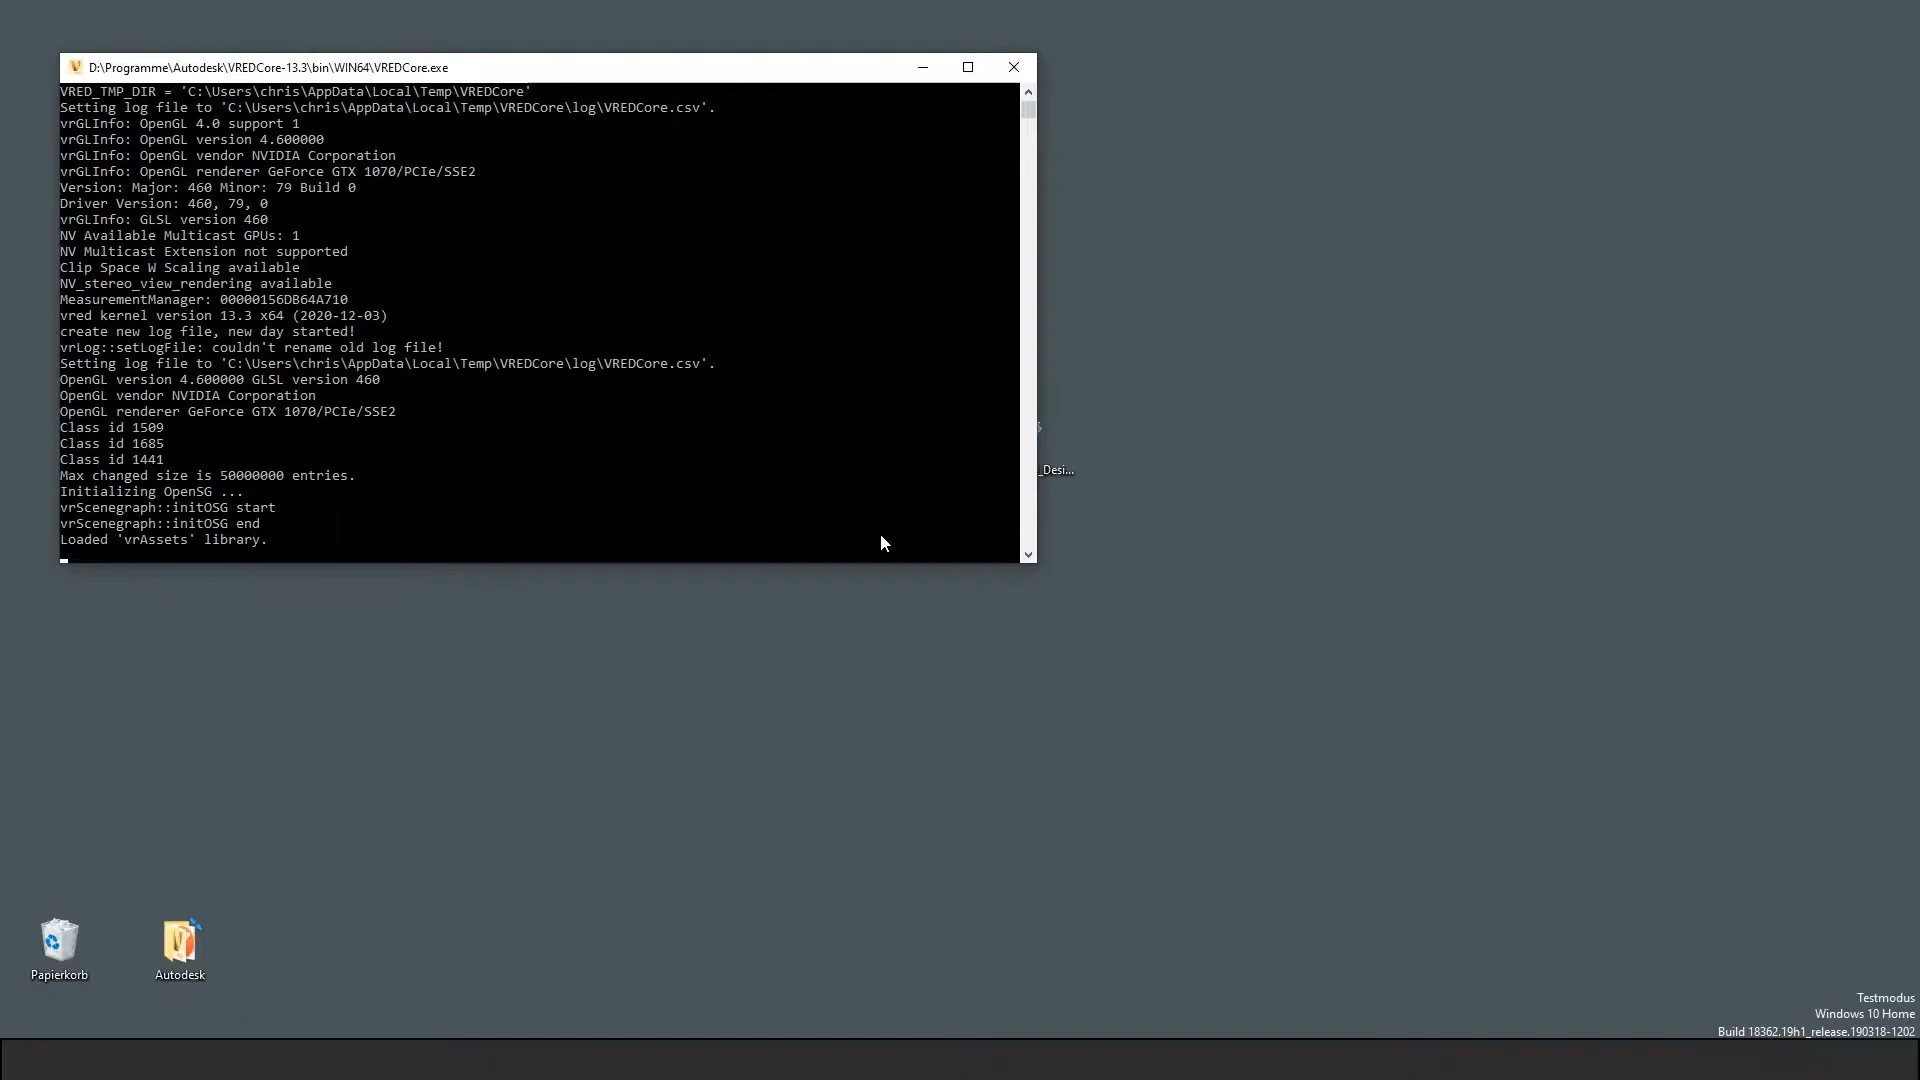 D:\Programme\Autodesk\VREDCore-13.3\bin\WIN64\VREDCore.exe
VRED_TMP_DIR = 'C:\Users\chris\AppData\Local\Temp\VREDCore'
Setting log file to 'C:\Users\chris\AppData\Local\Temp\VREDCore\log\VREDCore.csv'.
vrGLInfo: OpenGL 4.0 support 1
vrGLInfo: OpenGL version 4.600000
vrGLInfo: OpenGL vendor NVIDIA Corporation
vrGLInfo: OpenGL renderer GeForce GTX 1070/PCIe/SSE2
Version: Major: 460 Minor: 79 Build 0
Driver Version: 460, 79, 0
vrGLInfo: GLSL version 460
NV Available Multicast GPUs: 1
NV Multicast Extension not supported
Clip Space W Scaling available
NV_stereo_view_rendering available
MeasurementManager: 00000156DB64A710
vred kernel version 13.3 x64 (2020-12-03)
create new log file, new day started!
vrLog::setLogFile: couldn't rename old log file!
Setting log file to 'C:\Users\chris\AppData\Local\Temp\VREDCore\log\VREDCore.csv'.
OpenGL version 4.600000 GLSL version 460
OpenGL vendor NVIDIA Corporation
OpenGL renderer GeForce GTX 1070/PCIe/SSE2
Class id 1509
Class id 1685
Class id 1441
Max changed size is 50000000 entries.
Initializing OpenSG ...
vrScenegraph::initOSG start
vrScenegraph::initOSG end
Loaded 'vrAssets' library.
_Desi...
Papierkorb
Autodesk
Testmodus
Windows 10 Home
Build 18362.19h1_release.190318-1202